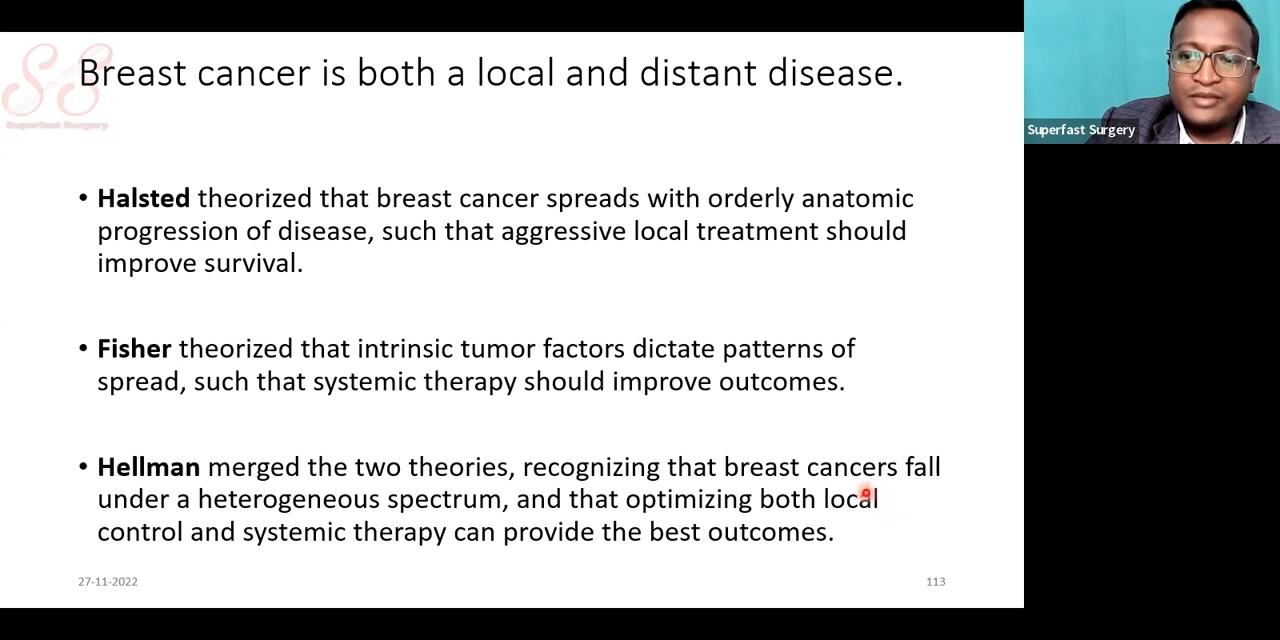 Breast cancer is both a local and distant disease.
Superfast Surgery
Superfast Surgery
• Halsted theorized that breast cancer spreads with orderly anatomic
progression of disease, such that aggressive local treatment should
improve survival.
• Fisher theorized that intrinsic tumor factors dictate patterns of
spread, such that systemic therapy should improve outcomes.
• Hellman merged the two theories, recognizing that breast cancers fall
under a heterogeneous spectrum, and that optimizing both local
control and systemic therapy can provide the best outcomes.
27-11-2022
113